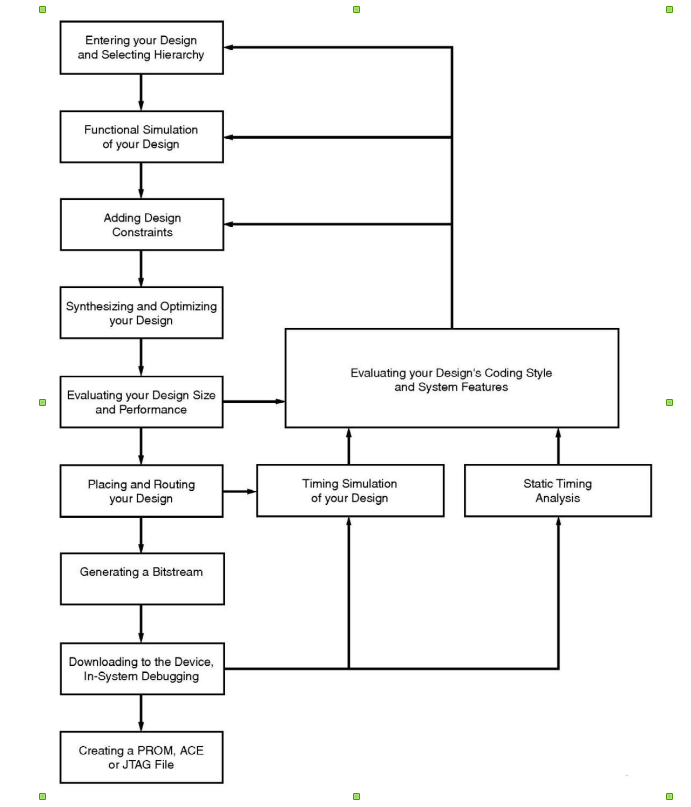 Entering your Design
and Selecting Hierarchy
Functional Simulation
of your Design
Adding Design
Constraints
Synthesizing and Optimizing
your Design
Evaluating your Design's Coding Style
and System Features
Evaluating your Design Size
and Performance
Placing and Routing
your Design
Timing Simulation
of your Design
Static Timing
Analysis
Generating a Bitstream
Downloading to the Device,
In-System Debugging
Creating a PROM, ACE
or JTAG File